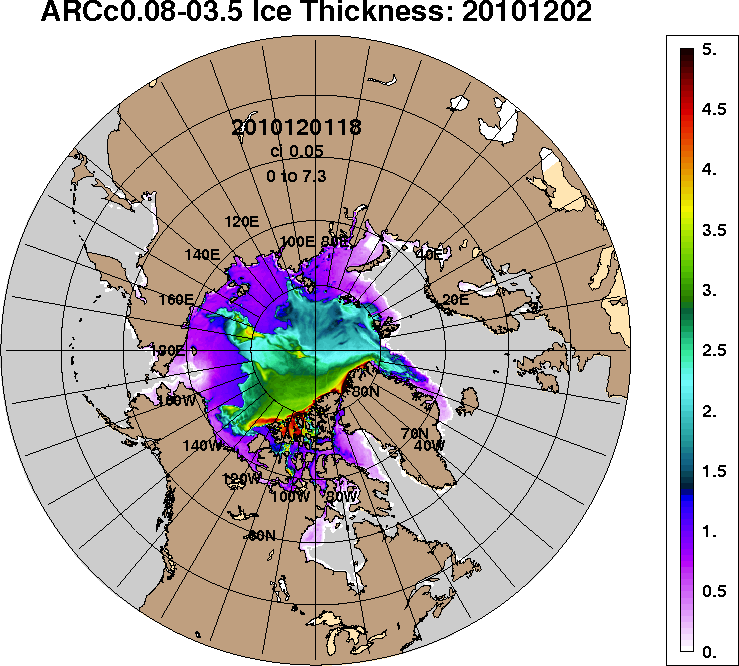 ARCc0.08-03.5 Ice Thickness: 20101202
2010120118
ci 0.05
0 to 7.3
120E
100E
80E
140E
40E
160E
20E
180E
0
160W
80N
70N
140W
40W
120W
100W
80W
60N
5.
4.5
4.
3.5
3.
2.5
2.
1.5
1.
0.5
0.